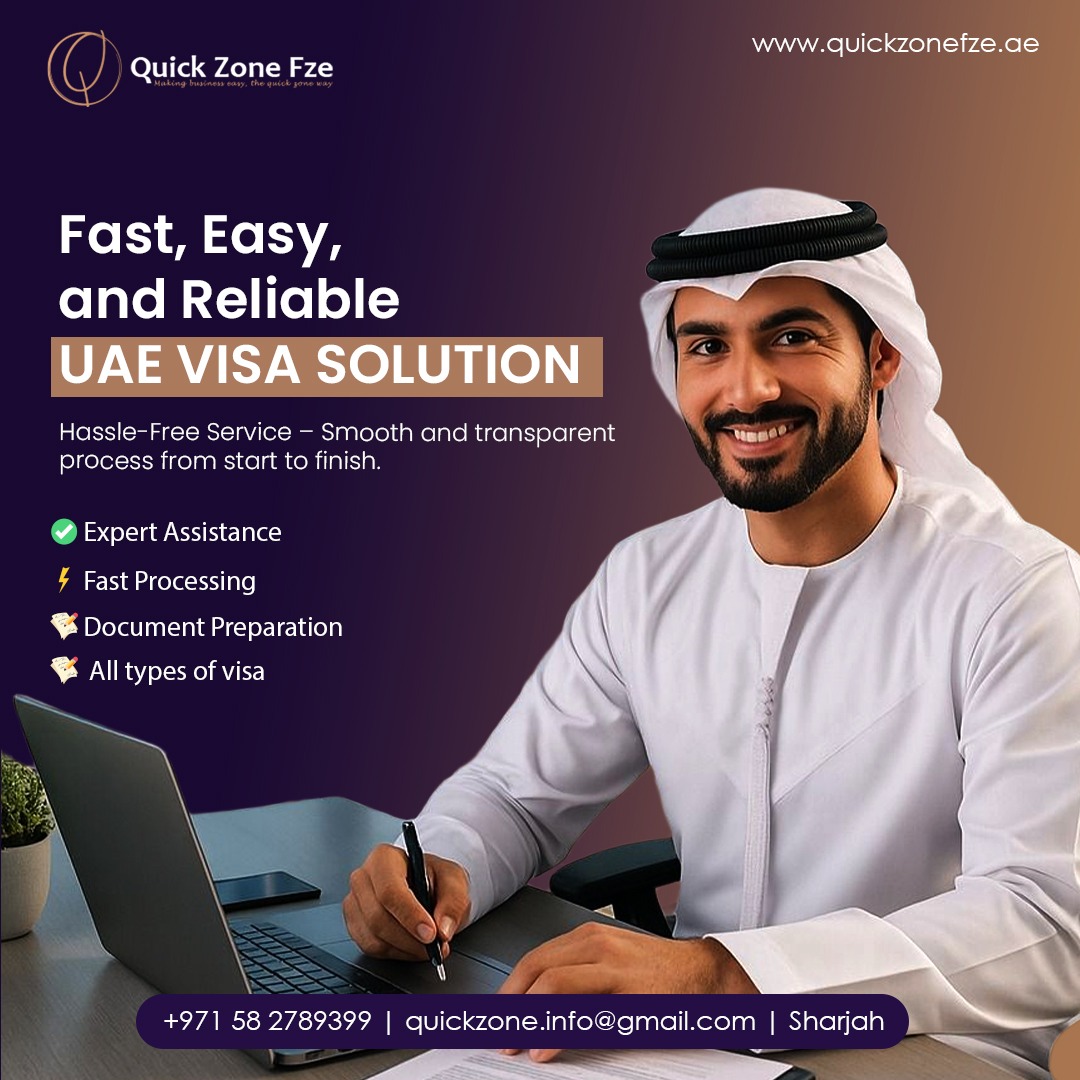 Quick Zone Fze
Making business easy, the quick zone way
www.quickzonefze.ae
Fast, Easy,
and Reliable
UAE VISA SOLUTION
Hassle-Free Service – Smooth and transparent
process from start to finish.
Expert Assistance
Fast Processing
Document Preparation
All types of visa
+971 58 2789399 | quickzone.info@gmail.com | Sharjah